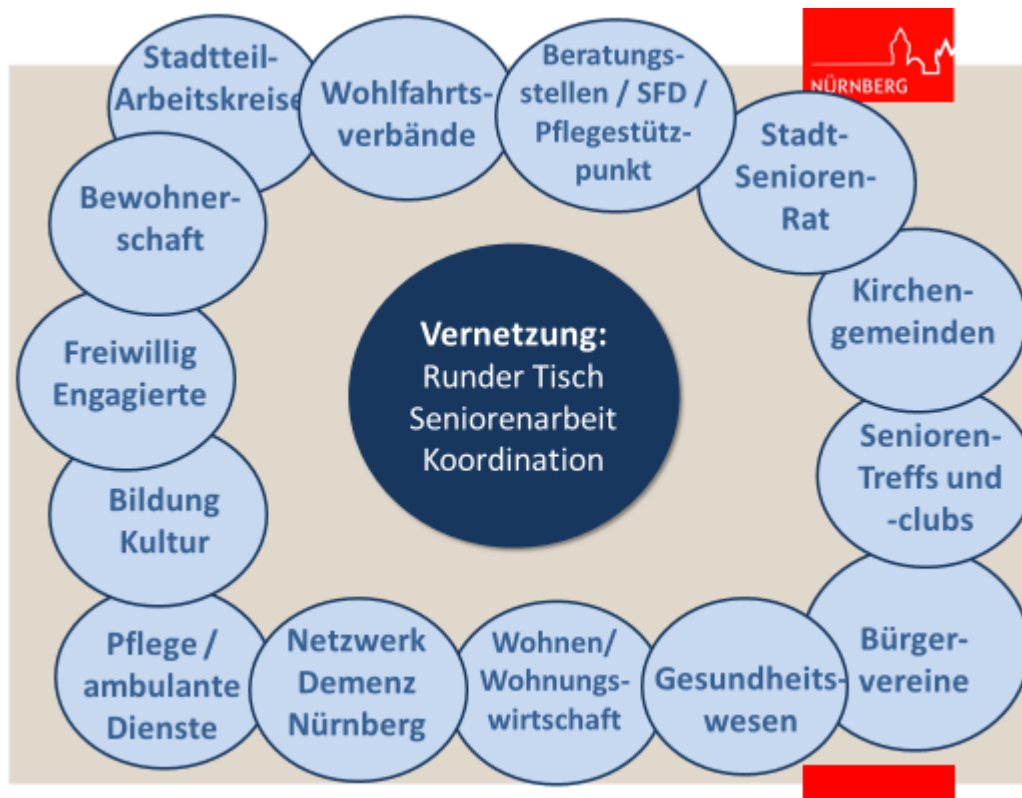 Stadtteil-
Arbeitskreise
Wohlfahrts-
verbände
Beratungs-
stellen / SFD /
Pflegestütz-
punkt
NÜRNBERG
Stadt-
Senioren-
Rat
Kirchen-
gemeinden
Senioren-
Treffs und
-clubs
Bürger-
vereine
Gesundheits-
wesen
Wohnen/
Wohnungs-
wirtschaft
Netzwerk
Demenz
Nürnberg
Pflege /
ambulante
Dienste
Bildung
Kultur
Freiwillig
Engagierte
Bewohner-
schaft
Vernetzung:
Runder Tisch
Seniorenarbeit
Koordination